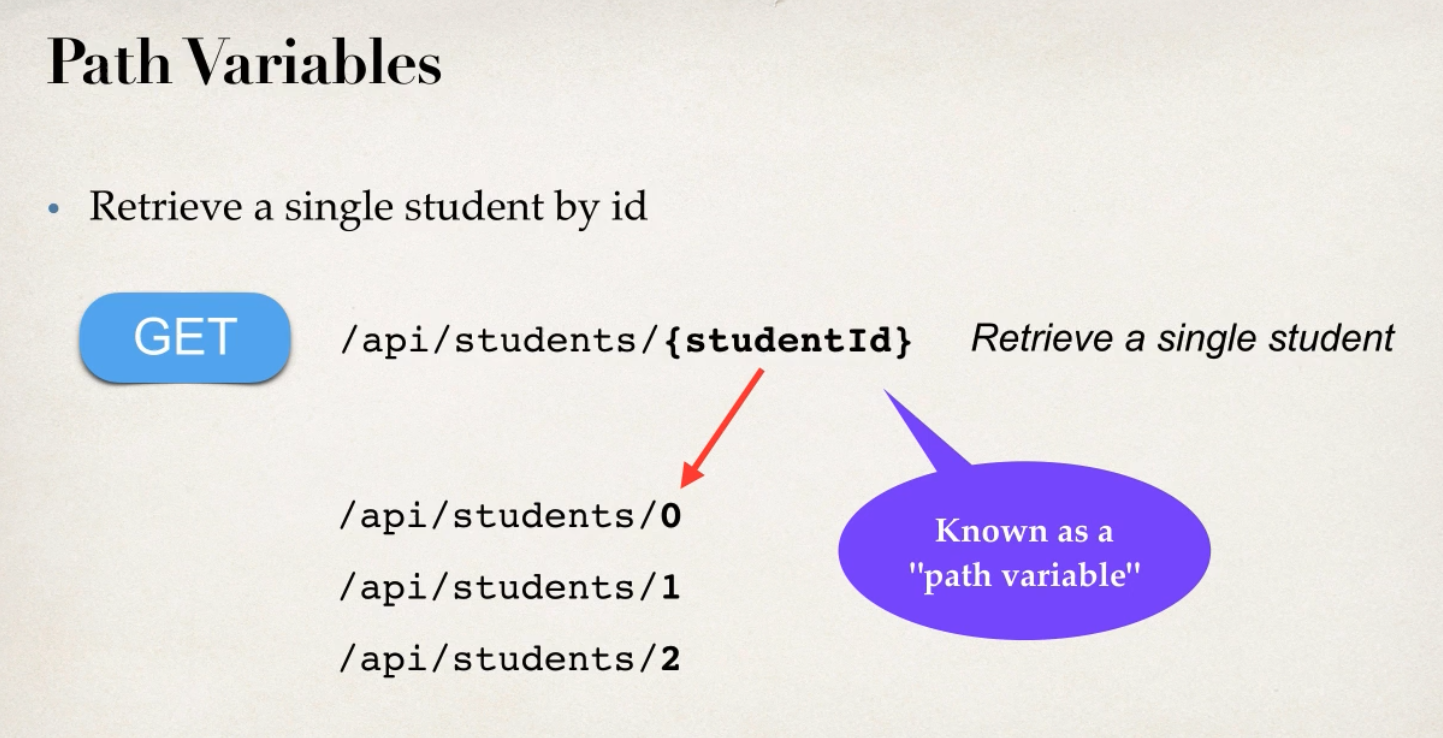 Path Variables
• Retrieve a single student by id
GET /api/students/{studentId} Retrieve a single student
/api/students/0
/api/students/1
/api/students/2
Known as a
"path variable"